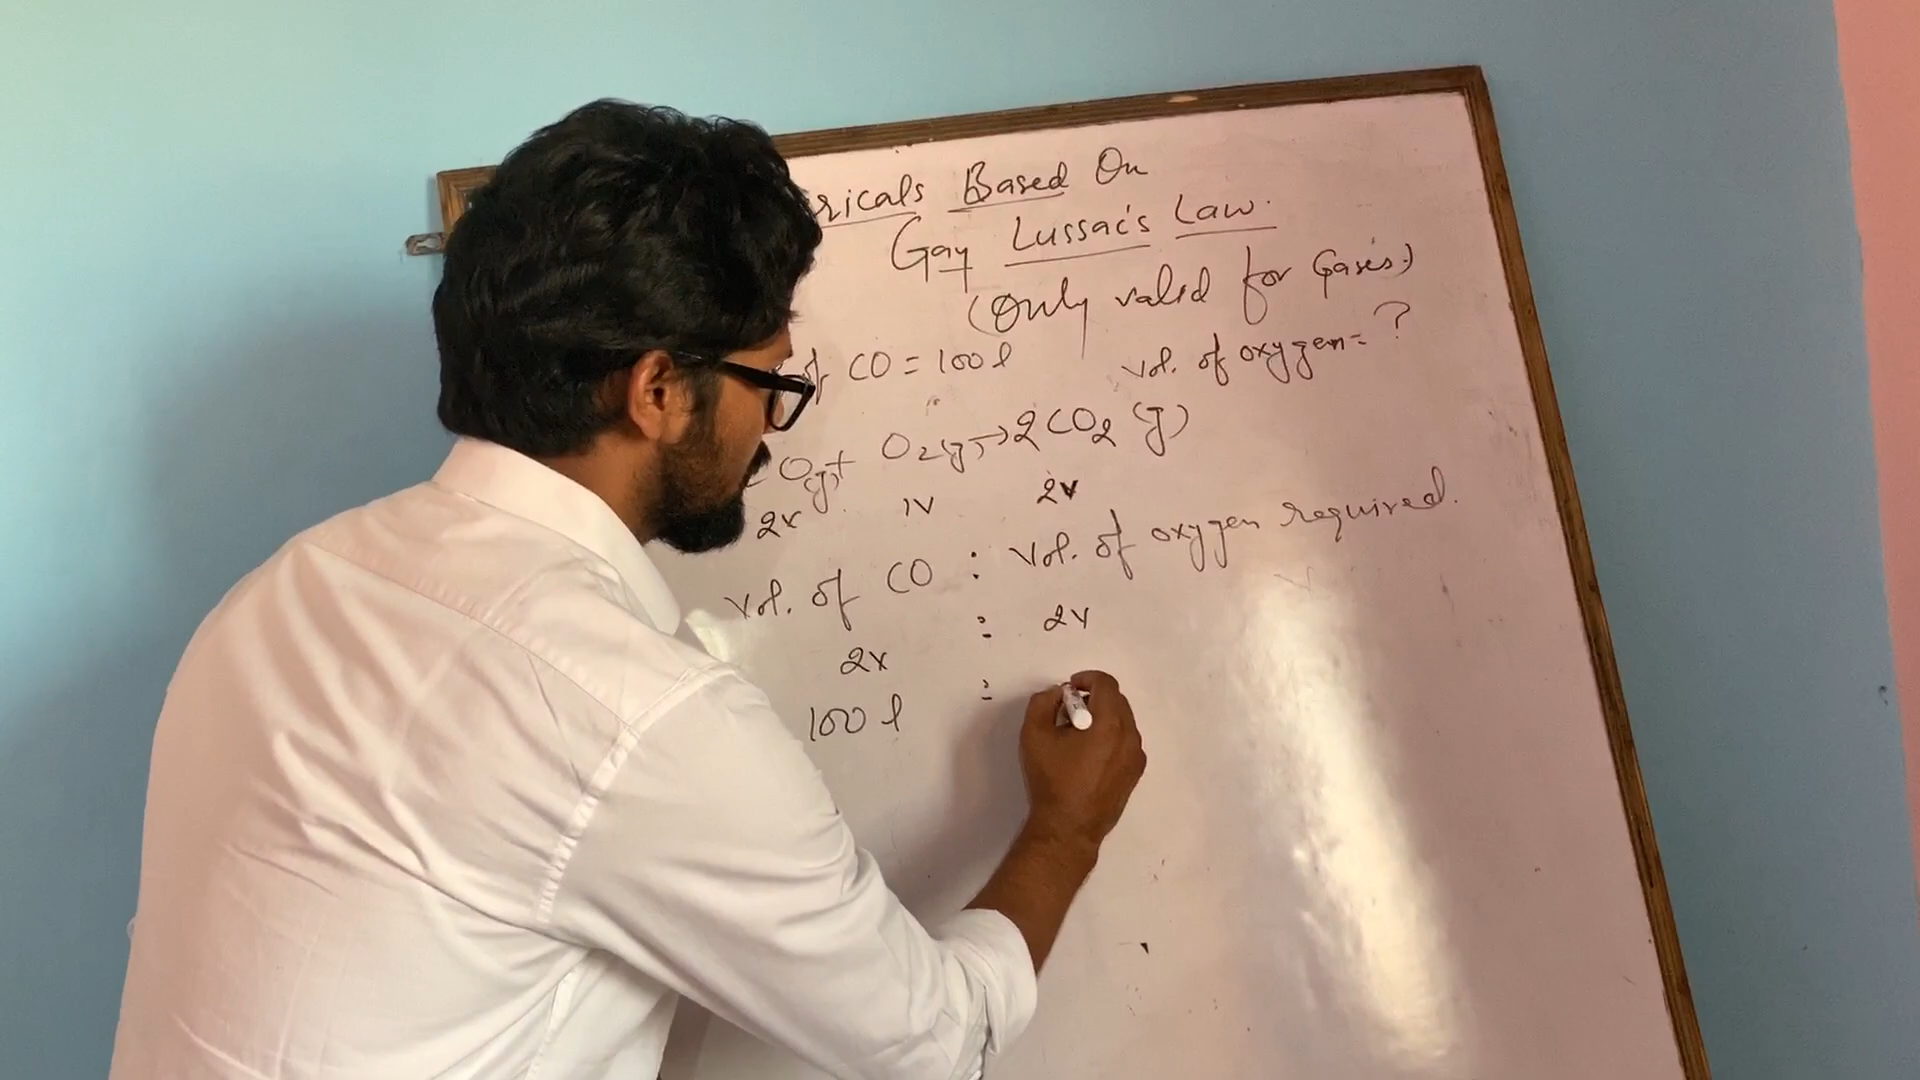 ricals Based On
Gay Lussac's Law.
(Only valid for Gases.)
of CO = 100 l vol. of oxygen = ?
O(g) + O2(g) → 2CO2 (g)
2v 1v 2v
vol. of CO : vol. of oxygen required.
2v : 2v
100 l :